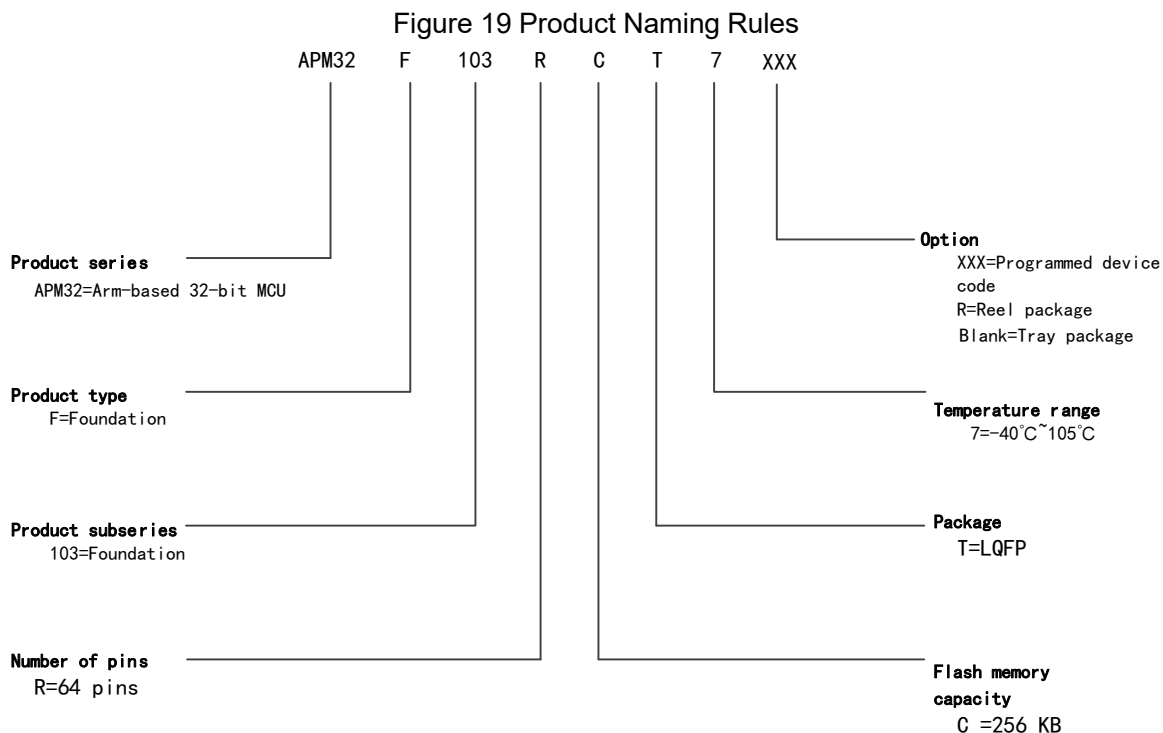 Figure 19 Product Naming Rules
APM32 F 103 R C T 7 XXX
Product series
APM32=Arm-based 32-bit MCU
Product type
F=Foundation
Product subseries
103=Foundation
Number of pins
R=64 pins
Option
XXX=Programmed device
code
R=Reel package
Blank=Tray package
Temperature range
7=-40℃~105℃
Package
T=LQFP
Flash memory
capacity
C =256 KB